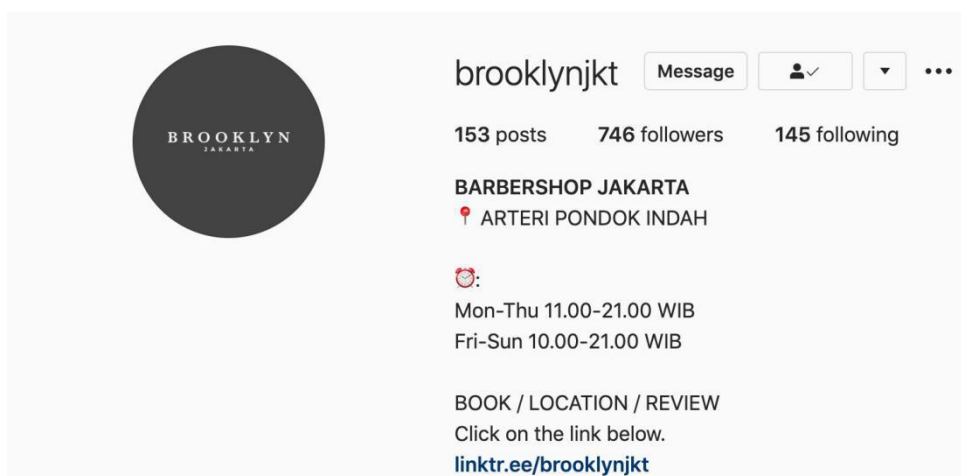 BROOKLYN
JAKARTA
brooklynjkt Message
153 posts 746 followers 145 following
BARBERSHOP JAKARTA
📍 ARTERI PONDOK INDAH
⏰:
Mon-Thu 11.00-21.00 WIB
Fri-Sun 10.00-21.00 WIB
BOOK / LOCATION / REVIEW
Click on the link below.
linktr.ee/brooklynjkt